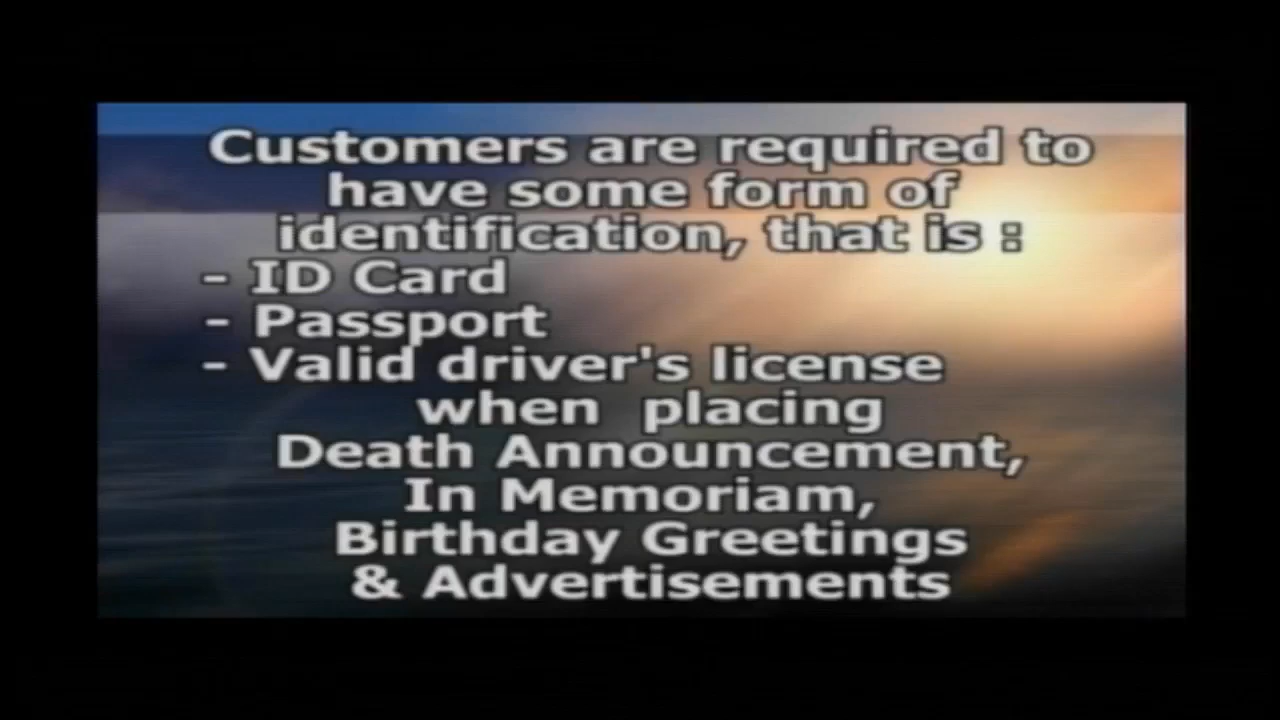 Customers are required to
have some form of
identification, that is :
- ID Card
- Passport
- Valid driver's license
when placing
Death Announcement,
In Memoriam,
Birthday Greetings
& Advertisements